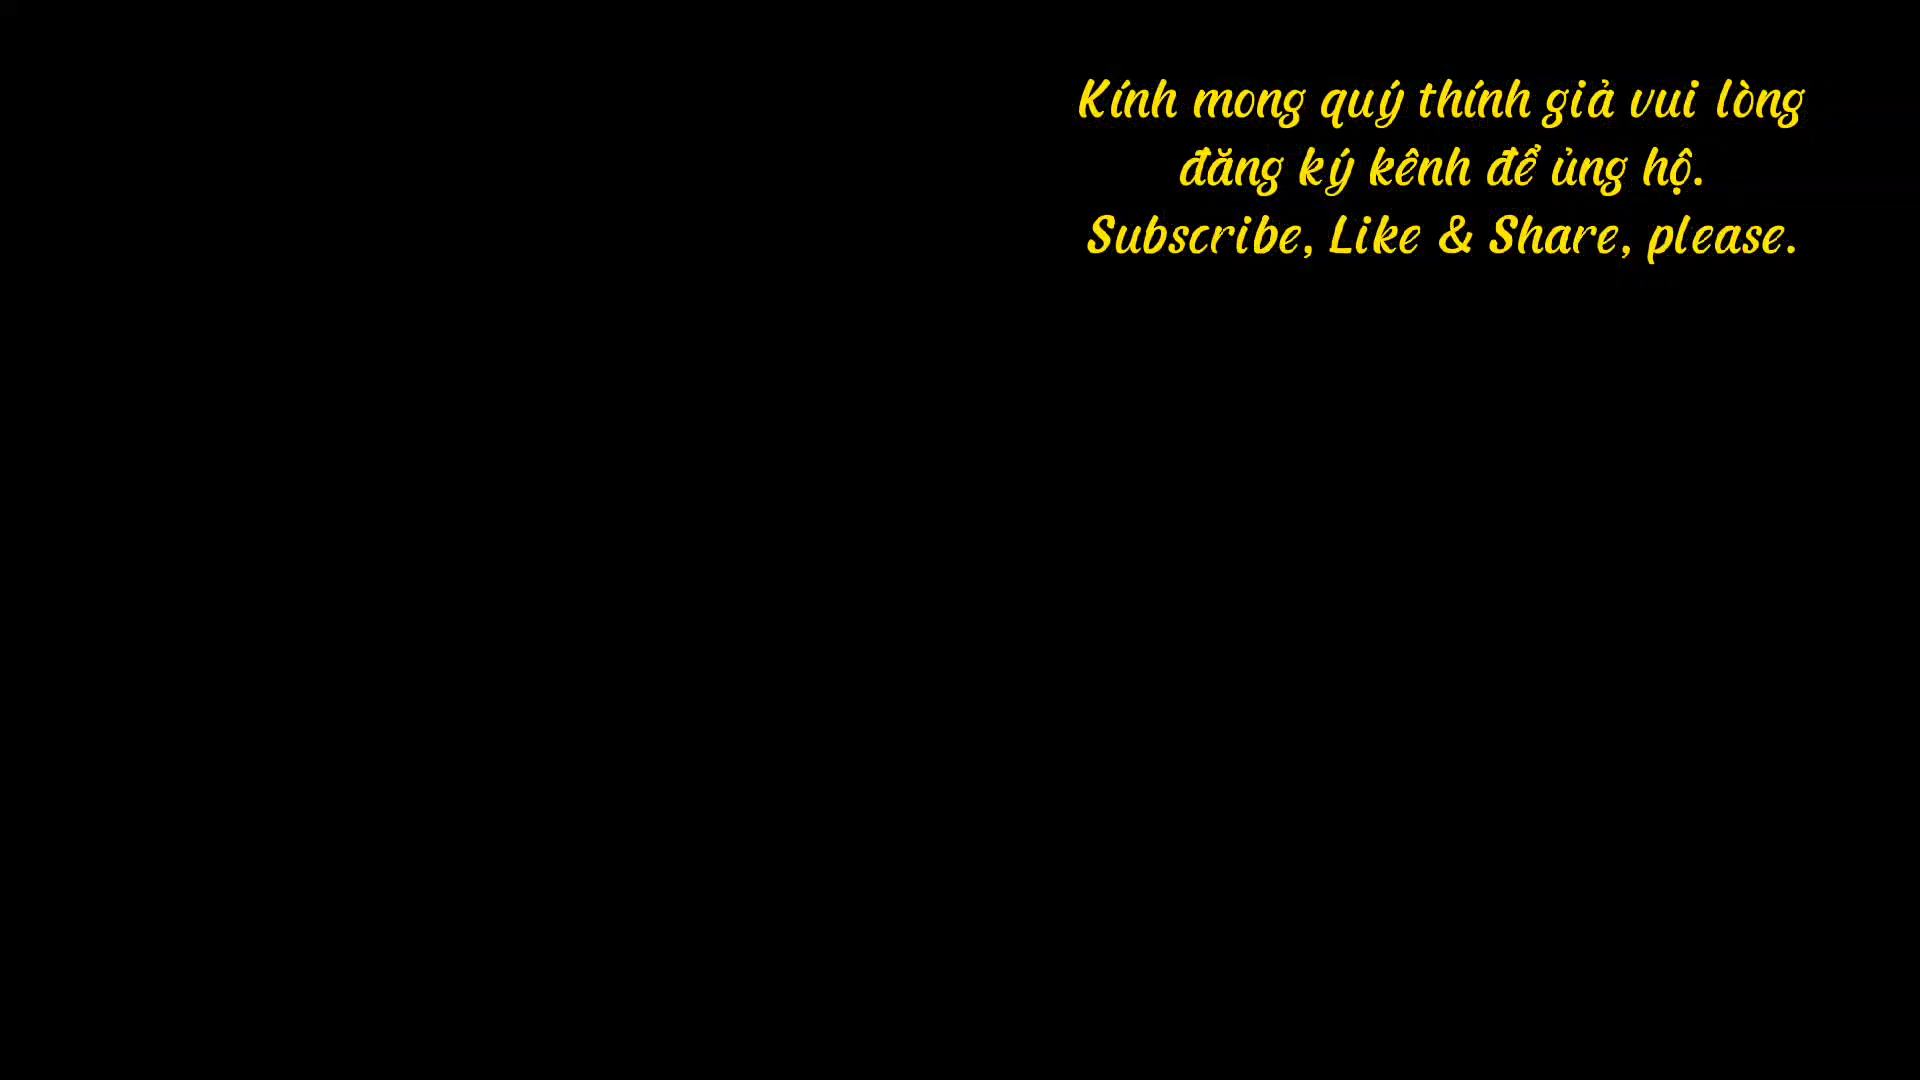 Kính mong quý thính giả vui lòng
đăng ký kênh để ủng hộ.
Subscribe, Like & Share, please.